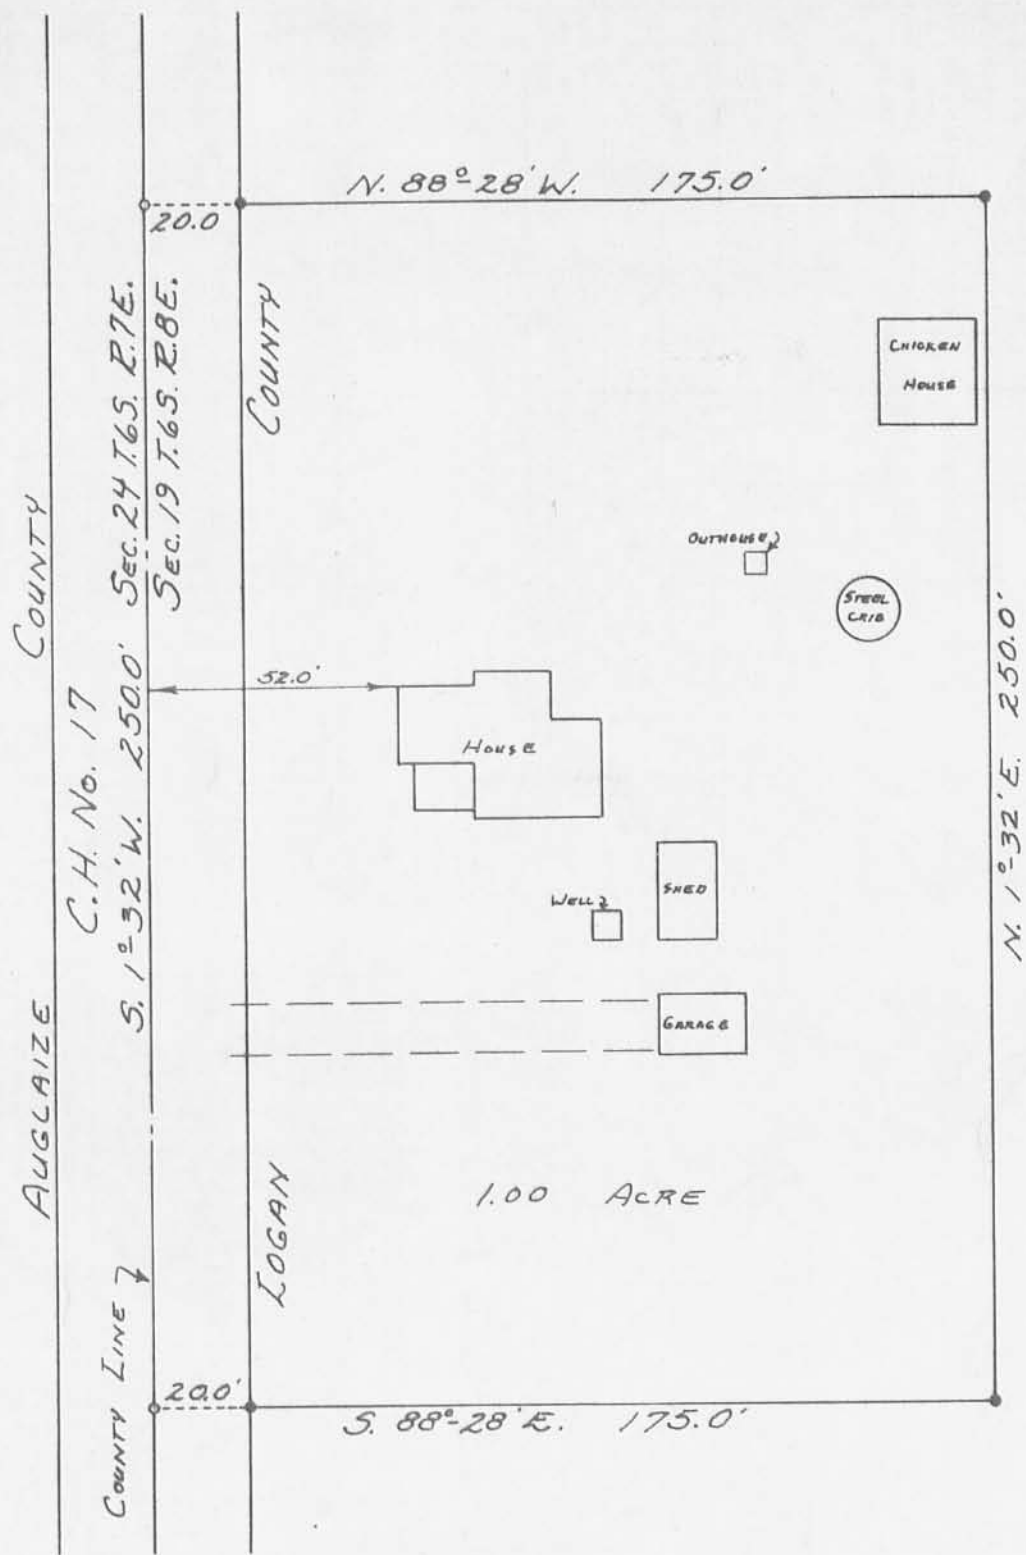 N. 88°-28' W. 175.0'
20.0
SEC. 24 T.6S. R.7E.
SEC. 19 T.6S. R.8E.
COUNTY
CHICKEN
HOUSE
COUNTY
OUTHOUSE
STEEL
CRIB
52.0'
HOUSE
C.H. No. 17
S. 1°-32' W. 250.0'
N. 1°-32' E. 250.0'
SHED
WELL
GARAGE
AUGLAIZE
LOGAN
1.00 ACRE
COUNTY LINE
20.0'
S. 88°-28' E. 175.0'